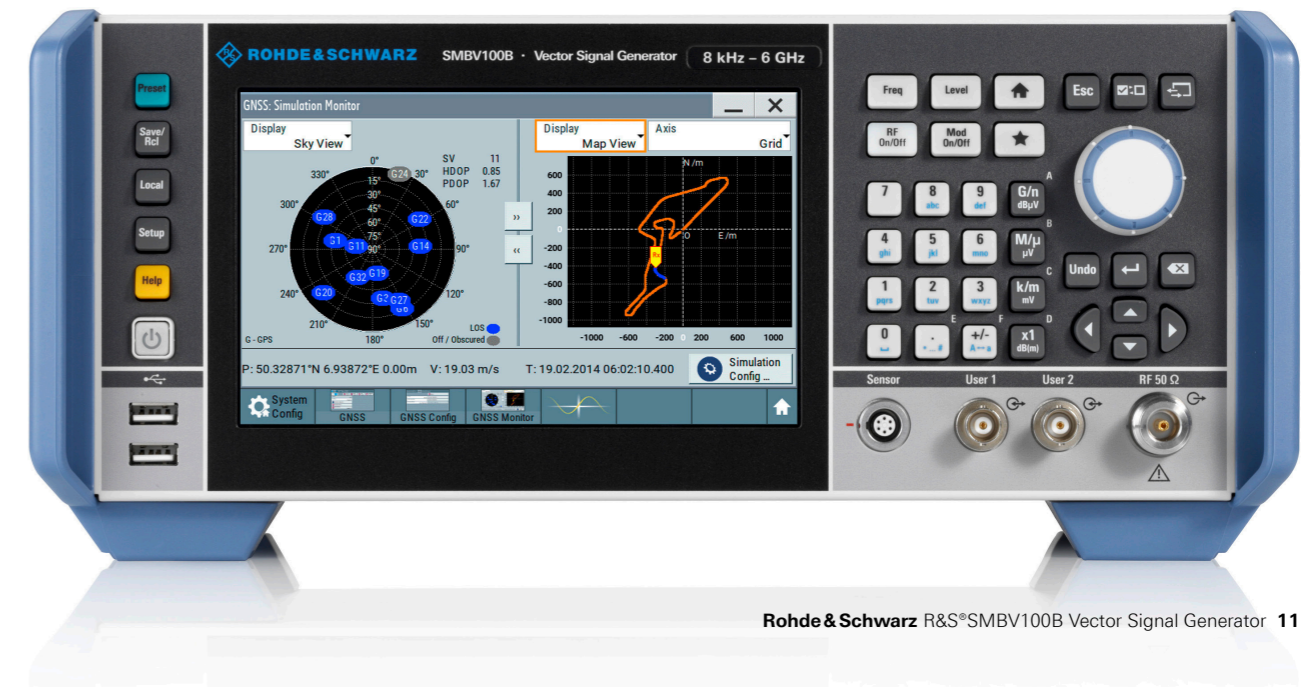 ROHDE&SCHWARZ SMBV100B · Vector Signal Generator 8 kHz – 6 GHz
Preset
Save/
Rcl
Local
Setup
Help
GNSS: Simulation Monitor
Display
Sky View
SV 11
HDOP 0.85
PDOP 1.67
0°
30°
60°
90°
120°
150°
180°
210°
240°
270°
300°
330°
15°
30°
45°
60°
75°
90°
G24
G28
G22
G1
G11
G14
G32
G19
G20
G27
G - GPS
LOS
Off / Obscured
>>
<<
Display
Map View
Axis
Grid
N /m
E /m
0
Rx
600
400
200
0
-200
-400
-600
-800
-1000
-1000 -600 -200 0 200 600 1000
P: 50.32871°N 6.93872°E 0.00m V: 19.03 m/s T: 19.02.2014 06:02:10.400
Simulation
Config ...
System
Config
GNSS
GNSS Config
GNSS Monitor
Freq
Level
Esc
RF
On/Off
Mod
On/Off
7
8
abc
9
def
G/n
dBµV
A
4
ghi
5
jkl
6
mno
M/µ
µV
B
1
pqrs
2
tuv
3
wxyz
k/m
mV
C
0
.
* ... #
+/-
A↔a
x1
dB(m)
E
F
D
Undo
Sensor
User 1
User 2
RF 50 Ω
Rohde & Schwarz R&S®SMBV100B Vector Signal Generator 11